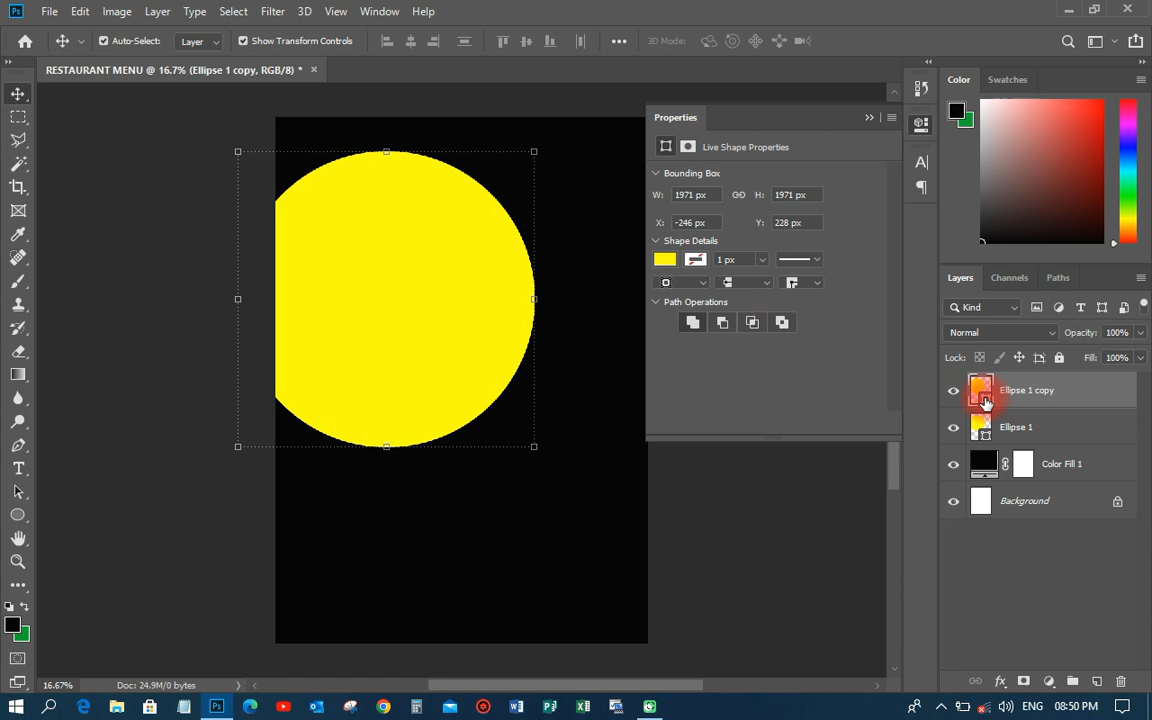 Ps File Edit Image Layer Type Select Filter 3D View Window Help
Auto-Select: Layer Show Transform Controls 3D Mode:
RESTAURANT MENU @ 16.7% (Ellipse 1 copy, RGB/8) *
Color Swatches
Properties
Live Shape Properties
Bounding Box
W: 1971 px H: 1971 px
X: -246 px Y: 228 px
Shape Details
1 px
Path Operations
Layers Channels Paths
Kind
Normal Opacity: 100%
Lock: Fill: 100%
Ellipse 1 copy
Ellipse 1
Color Fill 1
Background
16.67% Doc: 24.9M/0 bytes
Ps ENG 08:50 PM